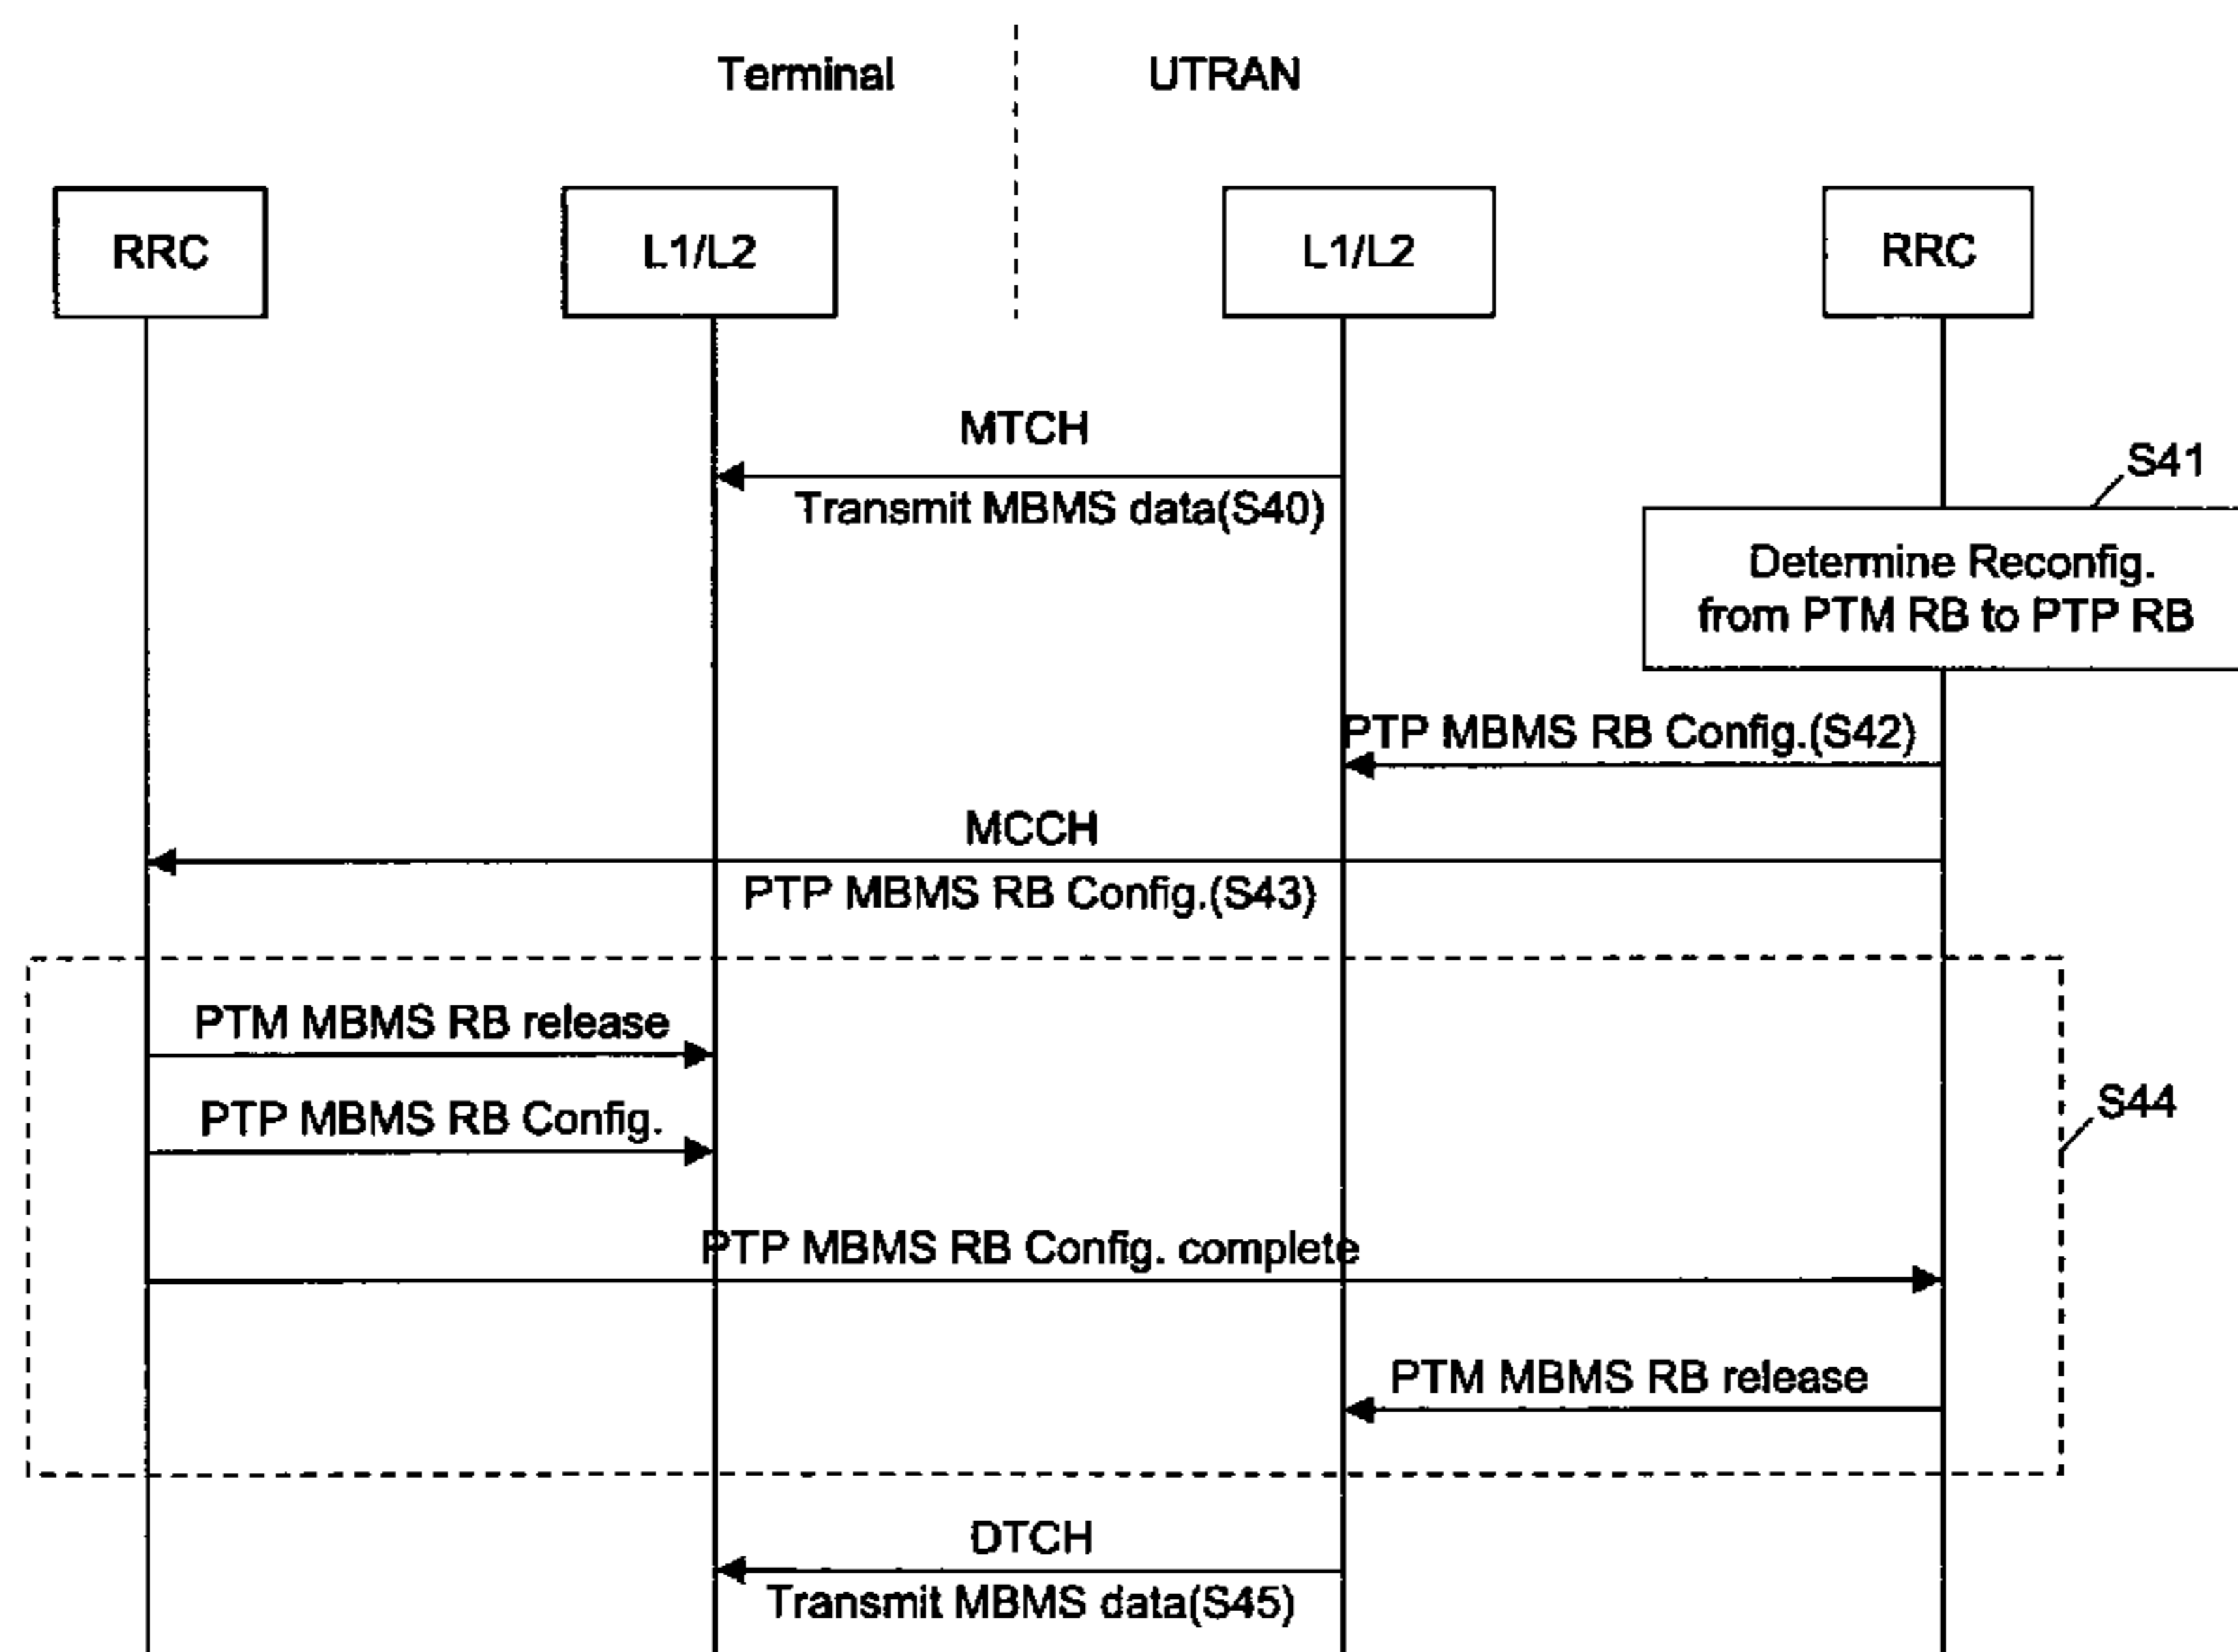 Terminal
UTRAN
RRC
L1/L2
L1/L2
RRC
MTCH
Transmit MBMS data(S40)
S41
Determine Reconfig.
from PTM RB to PTP RB
PTP MBMS RB Config.(S42)
MCCH
PTP MBMS RB Config.(S43)
PTM MBMS RB release
PTP MBMS RB Config.
S44
PTP MBMS RB Config. complete
PTM MBMS RB release
DTCH
Transmit MBMS data(S45)